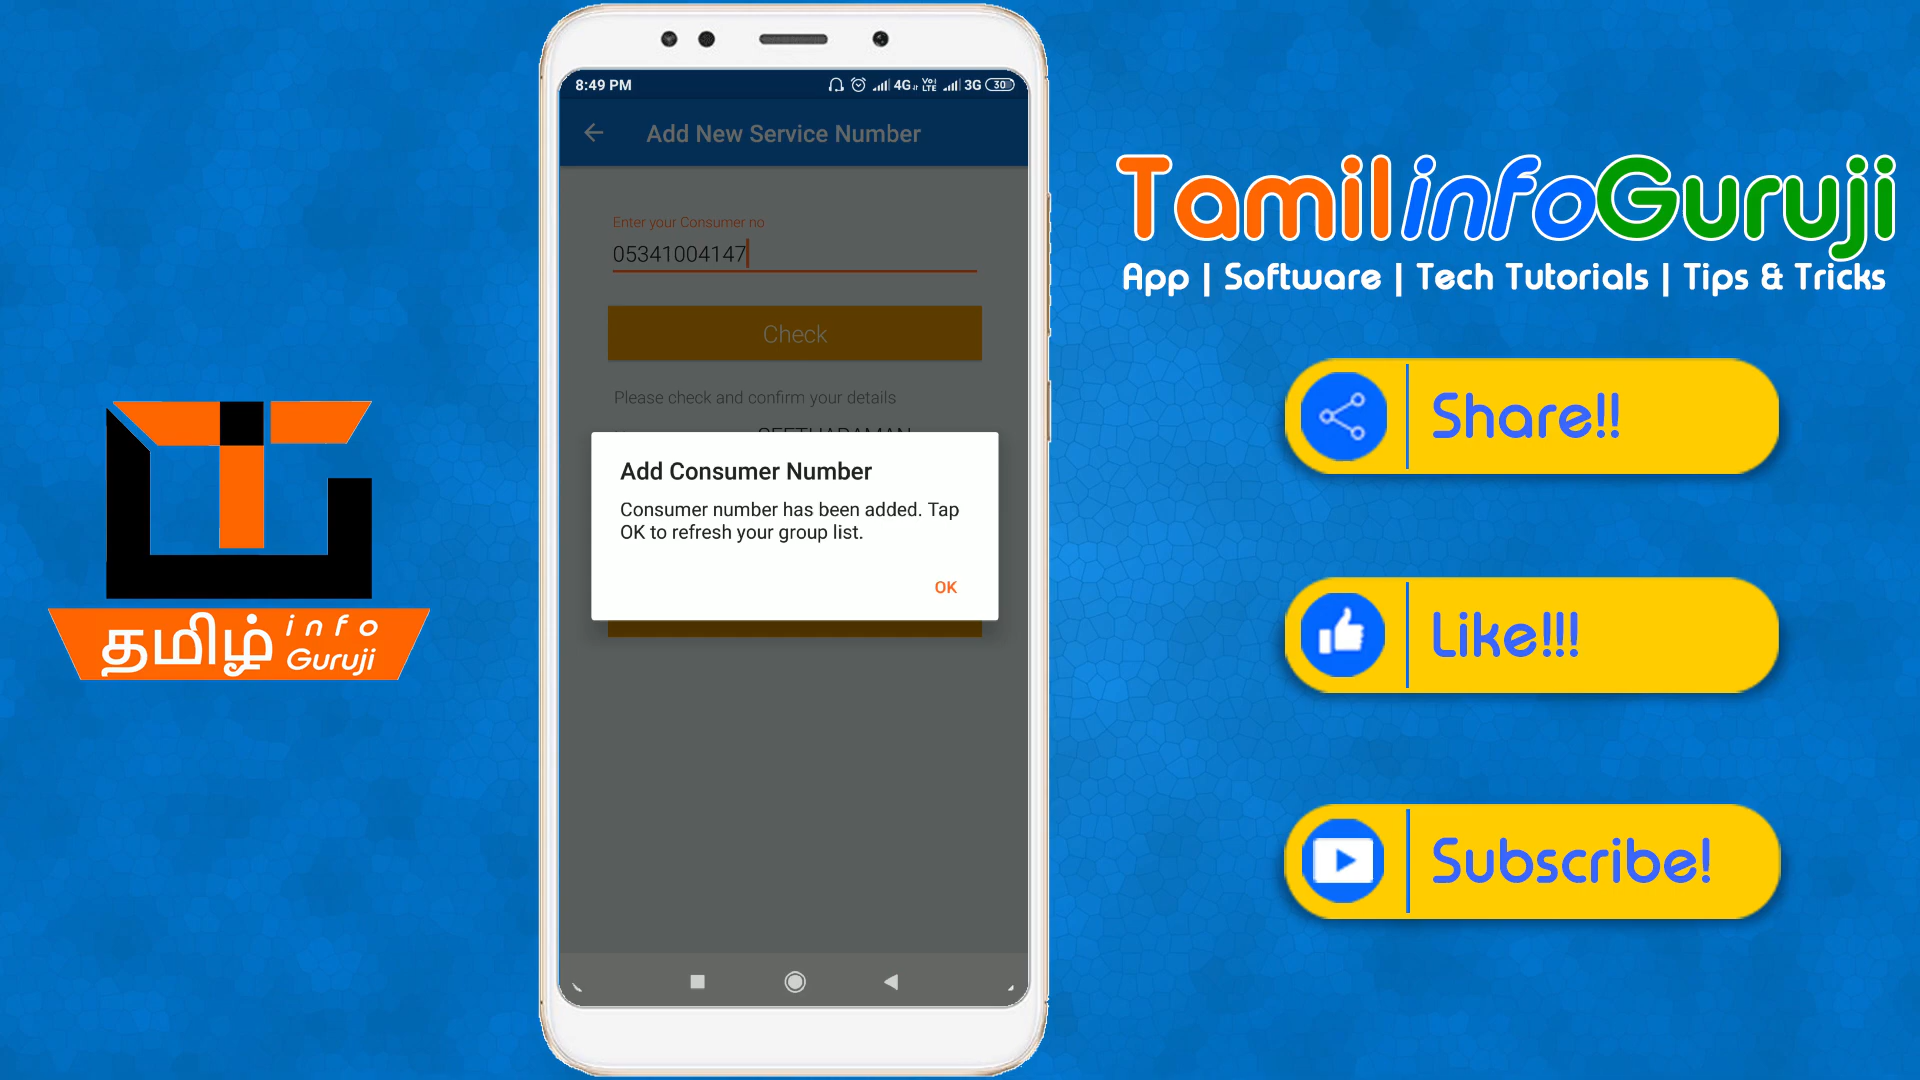 8:49 PM
4G VoLTE 3G 30
Add New Service Number
Enter your Consumer no
05341004147
Check
Please check and confirm your details
Add Consumer Number
Consumer number has been added. Tap
OK to refresh your group list.
OK
தமிழ் info
Guruji
TamilinfoGuruji
App | Software | Tech Tutorials | Tips & Tricks
Share!!
Like!!!
Subscribe!